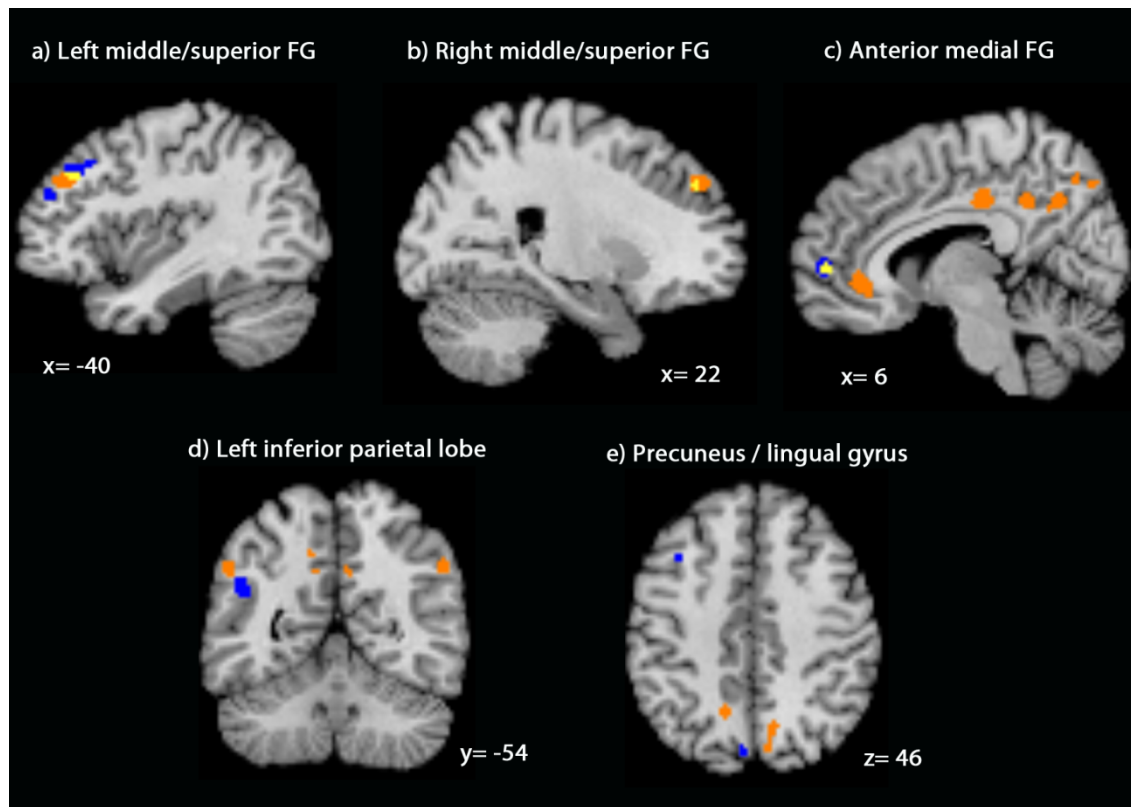 a) Left middle/superior FG
b) Right middle/superior FG
c) Anterior medial FG
x= -40
x= 22
x= 6
d) Left inferior parietal lobe
e) Precuneus / lingual gyrus
y= -54
z= 46